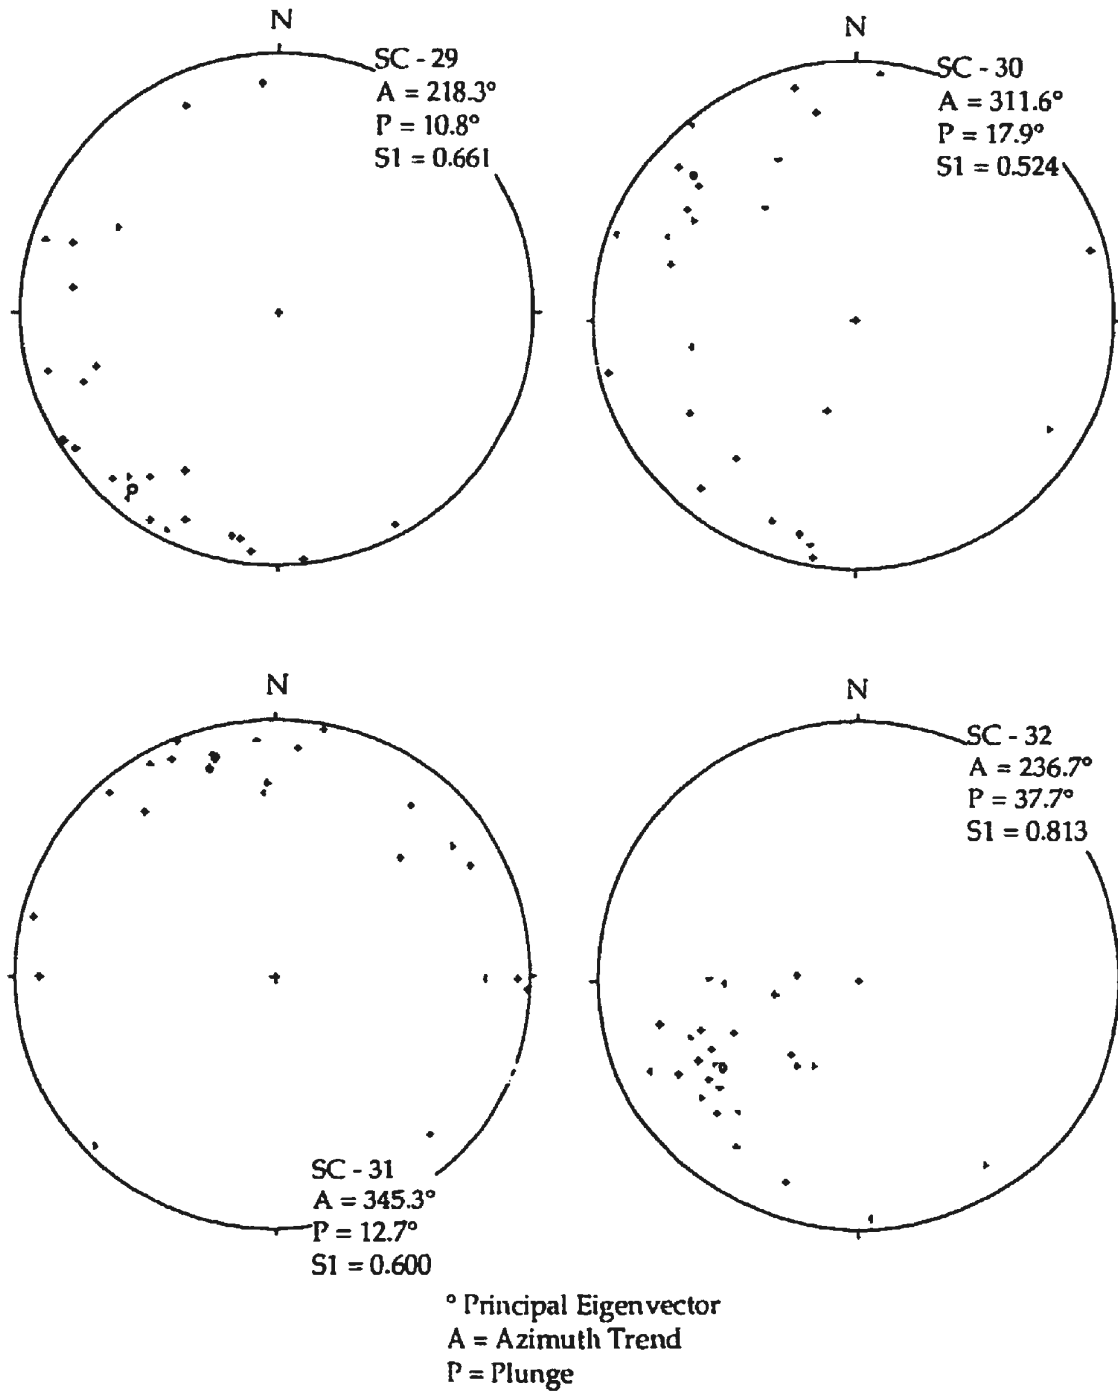 N
SC - 29
A = 218.3°
P = 10.8°
S1 = 0.661
N
SC - 30
A = 311.6°
P = 17.9°
S1 = 0.524
N
SC - 31
A = 345.3°
P = 12.7°
S1 = 0.600
N
SC - 32
A = 236.7°
P = 37.7°
S1 = 0.813
° Principal Eigenvector
A = Azimuth Trend
P = Plunge